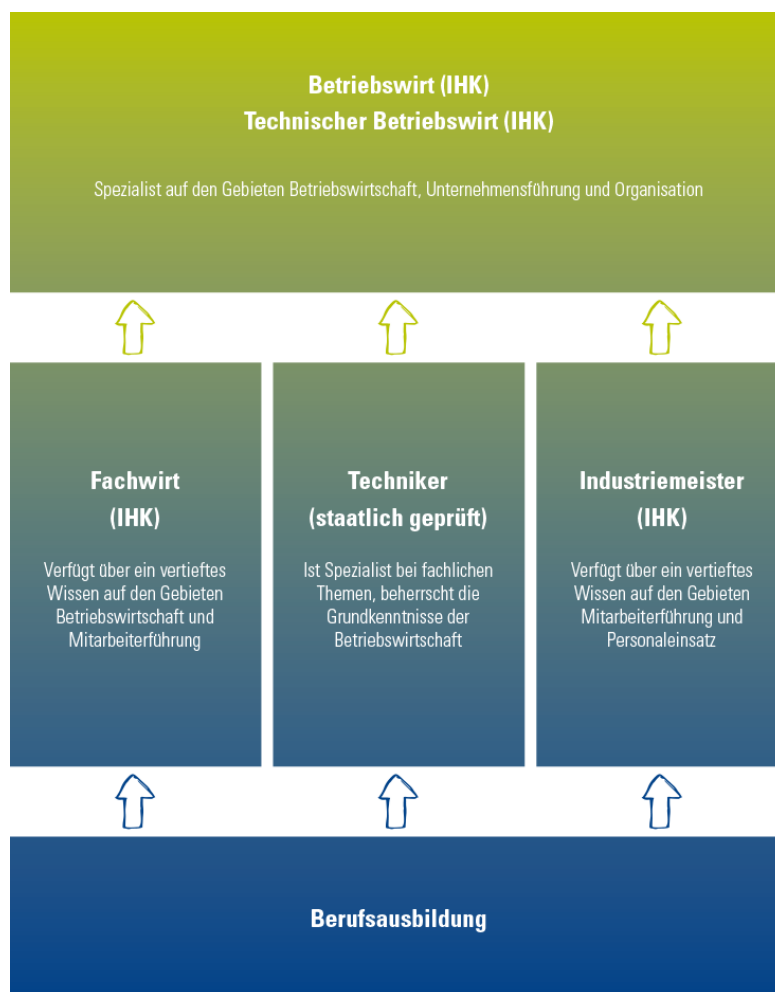 Betriebswirt (IHK)
Technischer Betriebswirt (IHK)
Spezialist auf den Gebieten Betriebswirtschaft, Unternehmensführung und Organisation
Fachwirt
(IHK)
Verfügt über ein vertieftes
Wissen auf den Gebieten
Betriebswirtschaft und
Mitarbeiterführung
Techniker
(staatlich geprüft)
Ist Spezialist bei fachlichen
Themen, beherrscht die
Grundkenntnisse der
Betriebswirtschaft
Industriemeister
(IHK)
Verfügt über ein vertieftes
Wissen auf den Gebieten
Mitarbeiterführung und
Personaleinsatz
Berufsausbildung